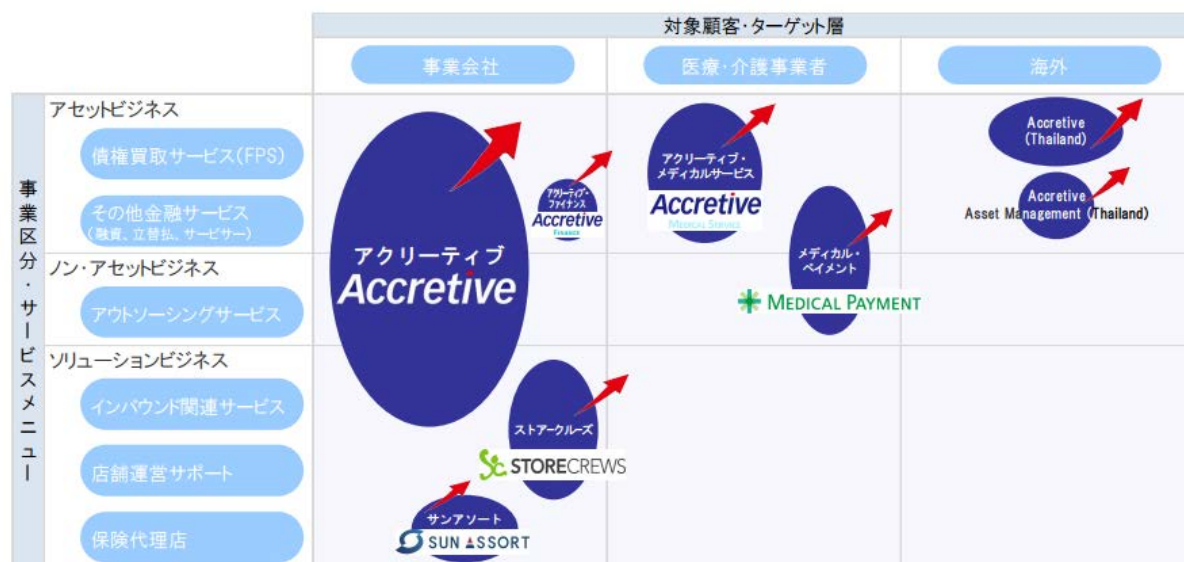 対象顧客・ターゲット層
事業会社
医療・介護事業者
海外
事業区分・サービスメニュー
アセットビジネス
債権買取サービス(FPS)
その他金融サービス
(融資、立替払、サービサー)
ノン・アセットビジネス
アウトソーシングサービス
ソリューションビジネス
インバウンド関連サービス
店舗運営サポート
保険代理店
アクリーティブ
Accretive
アクリーティブ・
ファイナンス
Accretive
FINANCE
アクリーティブ・
メディカルサービス
Accretive
MEDICAL SERVICE
メディカル・
ペイメント
MEDICAL PAYMENT
Accretive
(Thailand)
Accretive
Asset Management (Thailand)
ストアークルーズ
STORECREWS
サンアソート
SUN ASSORT